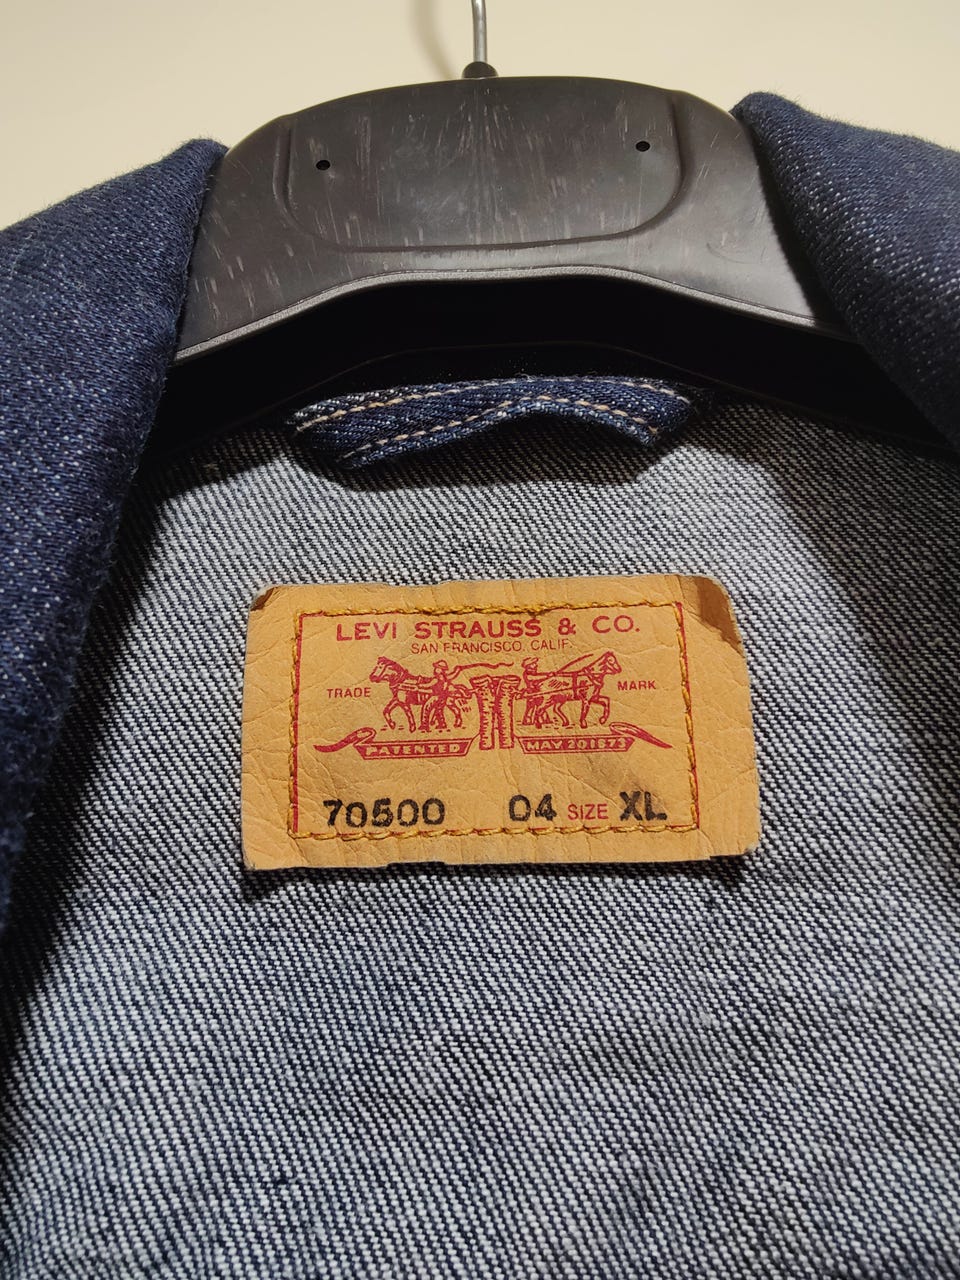 LEVI STRAUSS & CO.
SAN FRANCISCO, CALIF.
TRADE MARK
PATENTED MAY 20 1873
70500 04 SIZE XL